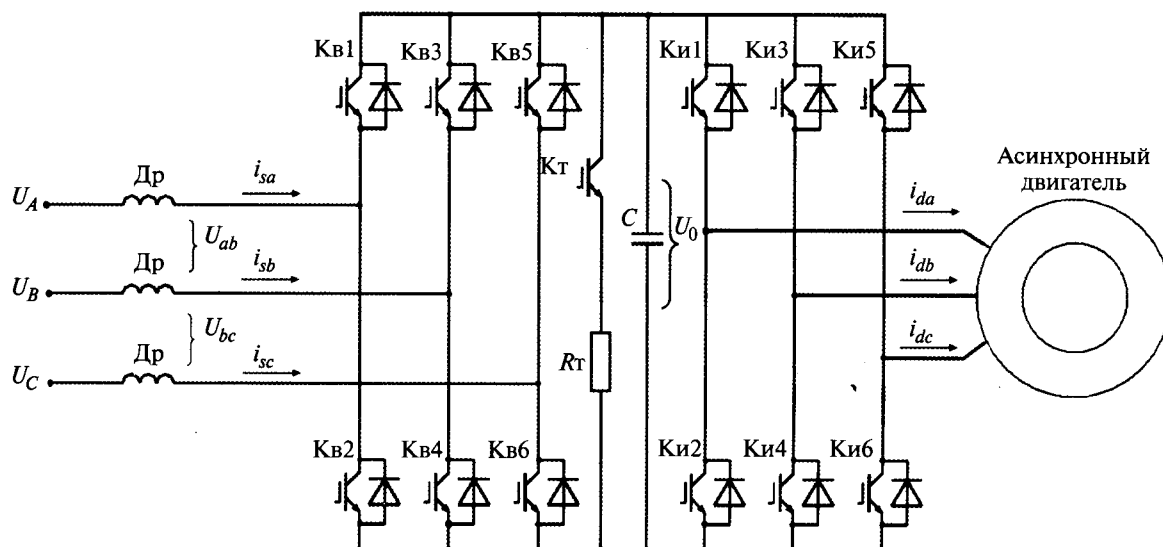 Кв1
Кв3
Кв5
Ки1
Ки3
Ки5
Кт
Асинхронный
двигатель
Др
i_sa
U_A
U_ab
C
U_0
i_da
Др
i_sb
U_B
i_db
U_bc
Др
i_sc
U_C
Rт
i_dc
Кв2
Кв4
Кв6
Ки2
Ки4
Ки6